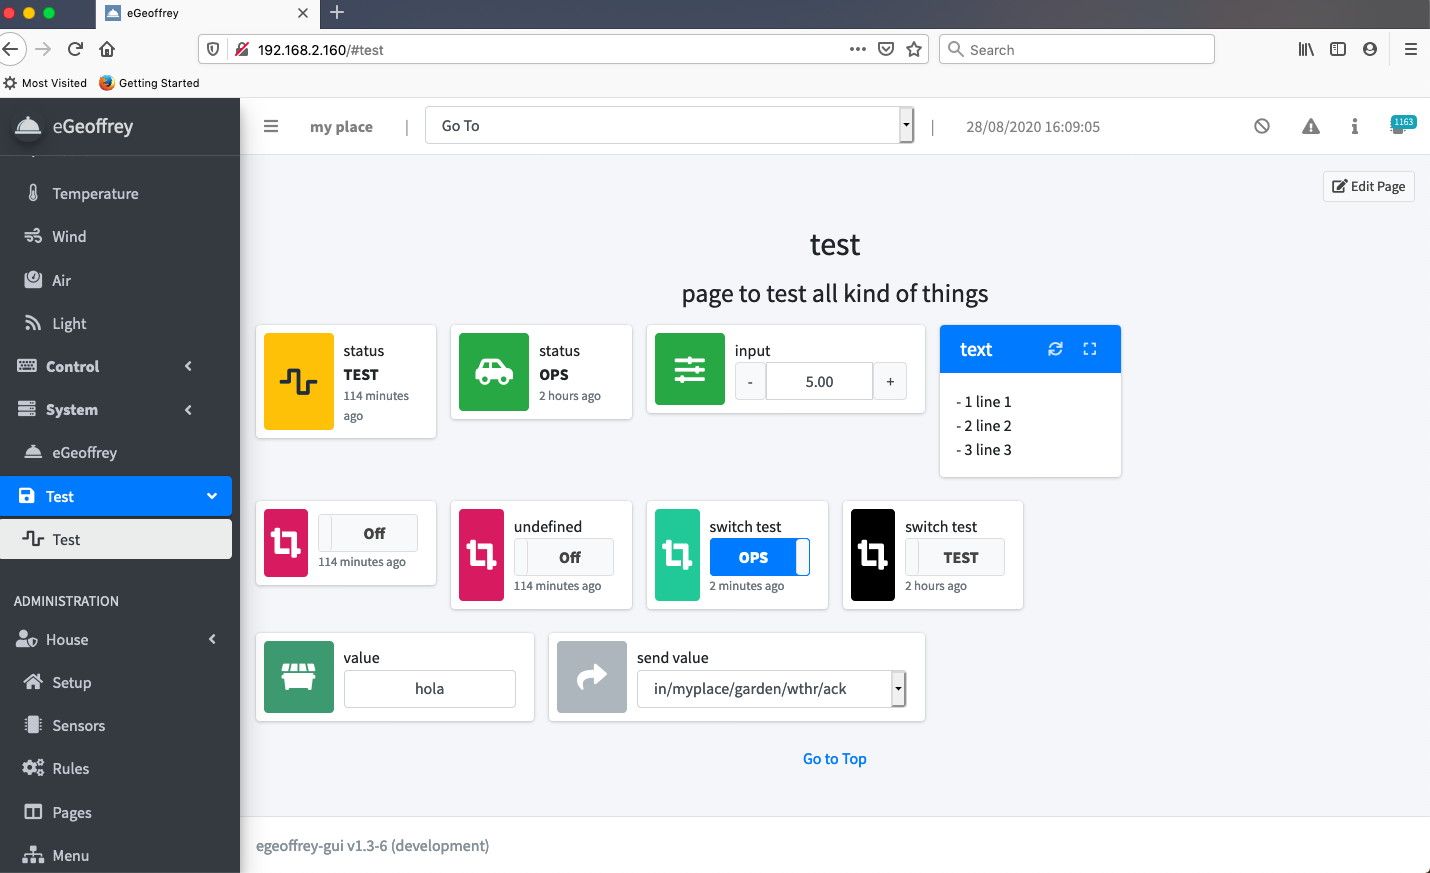 eGeoffrey
192.168.2.160/#test
Search
Most Visited
Getting Started
eGeoffrey
my place
|
Go To
|
28/08/2020 16:09:05
1163
Temperature
Wind
Air
Light
Control
System
eGeoffrey
Test
Test
ADMINISTRATION
House
Setup
Sensors
Rules
Pages
Menu
Edit Page
test
page to test all kind of things
status
TEST
114 minutes
ago
status
OPS
2 hours ago
input
- 5.00 +
text
- 1 line 1
- 2 line 2
- 3 line 3
Off
114 minutes ago
undefined
Off
114 minutes ago
switch test
OPS
2 minutes ago
switch test
TEST
2 hours ago
value
hola
send value
in/myplace/garden/wthr/ack
Go to Top
egeoffrey-gui v1.3-6 (development)